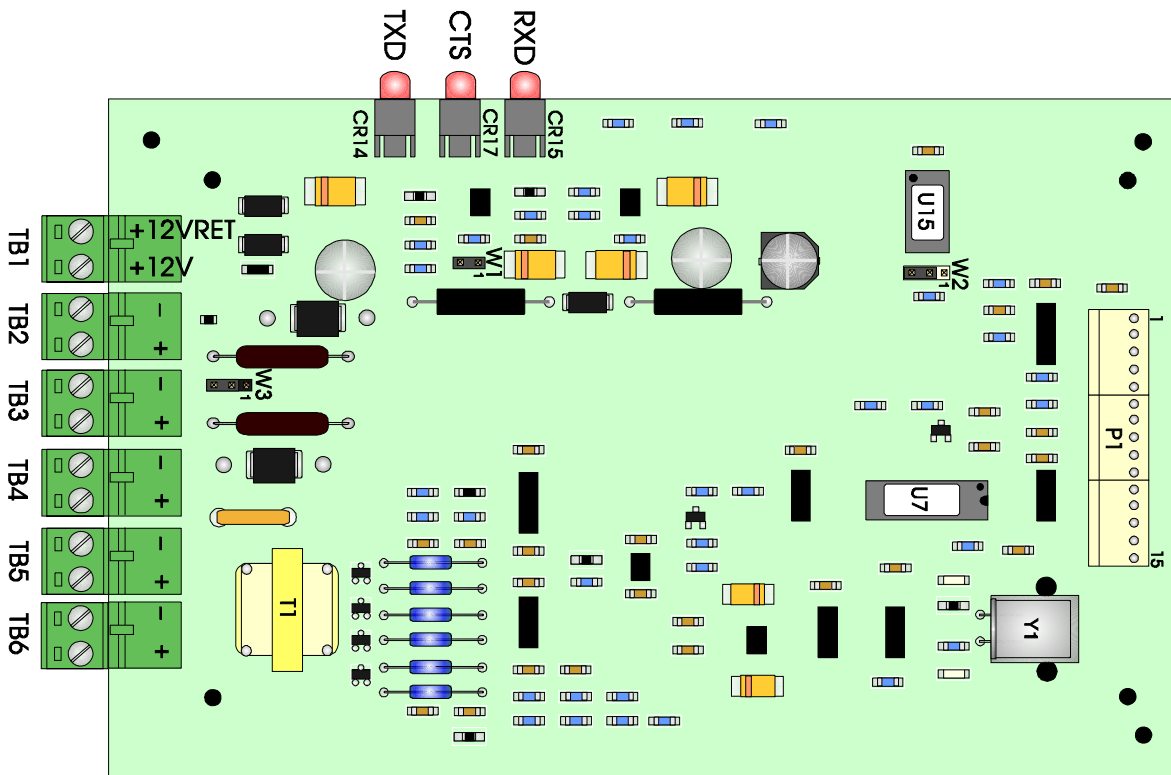 TXD
CTS
RXD
CR14
CR17
CR15
TB1
+12VRET
+12V
TB2
-
+
TB3
-
+
TB4
-
+
TB5
-
+
TB6
-
+
W1
1
W2
1
W3
1
U15
U7
P1
1
15
T1
Y1